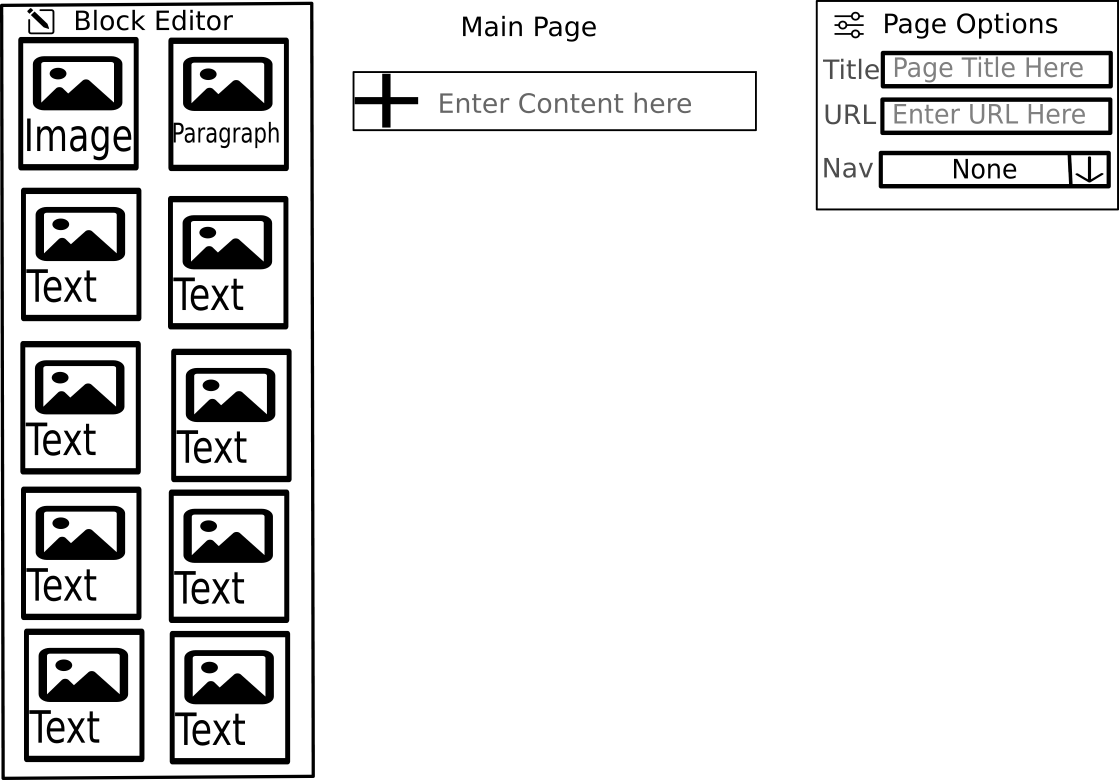 Block Editor
Image
Paragraph
Text
Text
Text
Text
Text
Text
Text
Text
Main Page
Enter Content here
Page Options
Title Page Title Here
URL Enter URL Here
Nav None